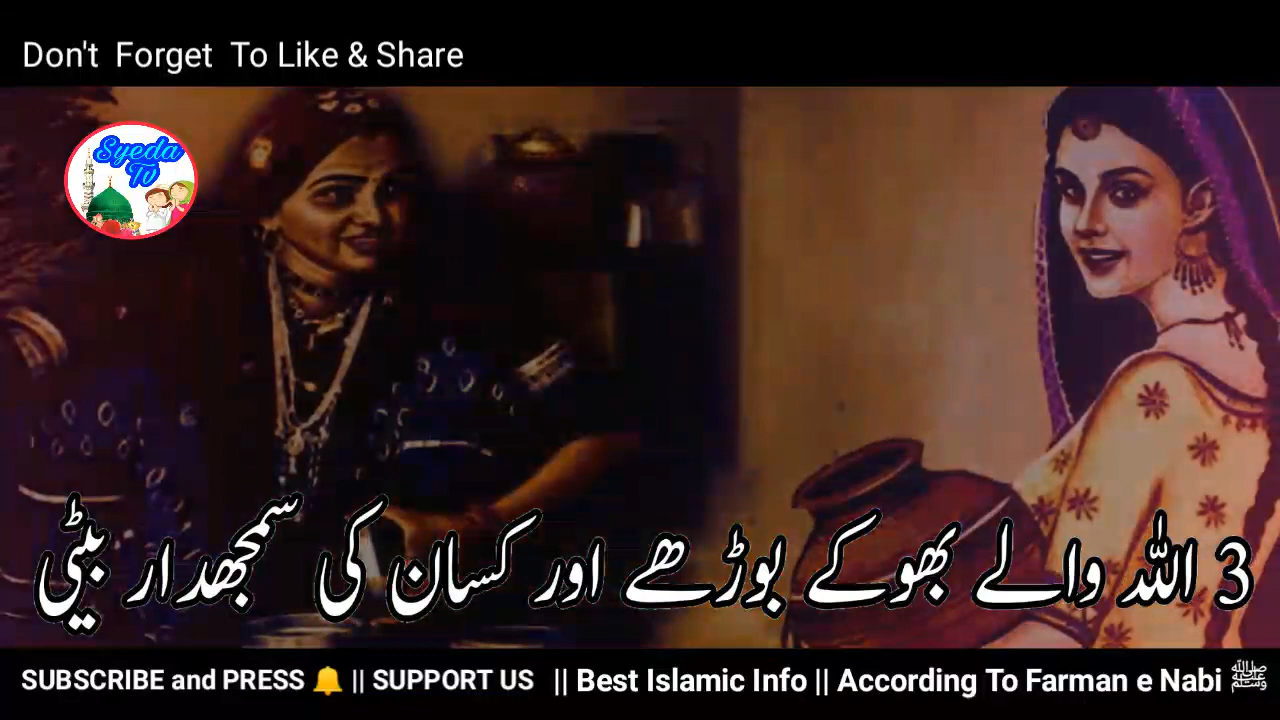 Don't Forget To Like & Share
Syeda
Tv
3 اللہ والے بھوکے بوڑھے اور کسان کی سمجھدار بیٹی
SUBSCRIBE and PRESS 🔔 || SUPPORT US || Best Islamic Info || According To Farman e Nabi ﷺ